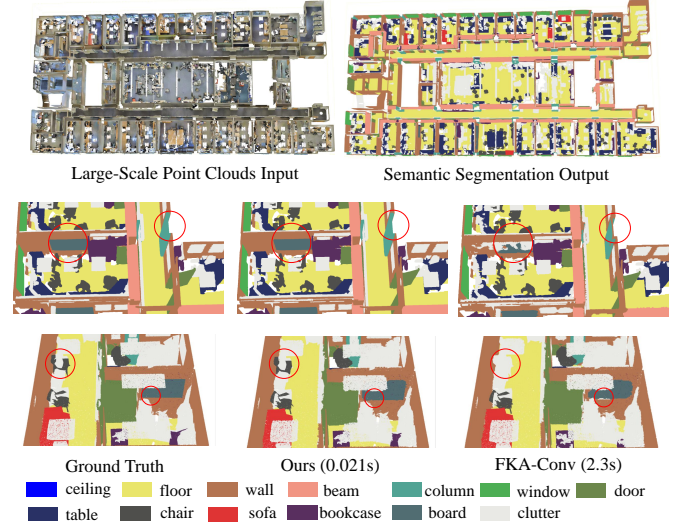 Large-Scale Point Clouds Input Semantic Segmentation Output
Ground Truth Ours (0.021s) FKA-Conv (2.3s)
ceiling floor wall beam column window door
table chair sofa bookcase board clutter